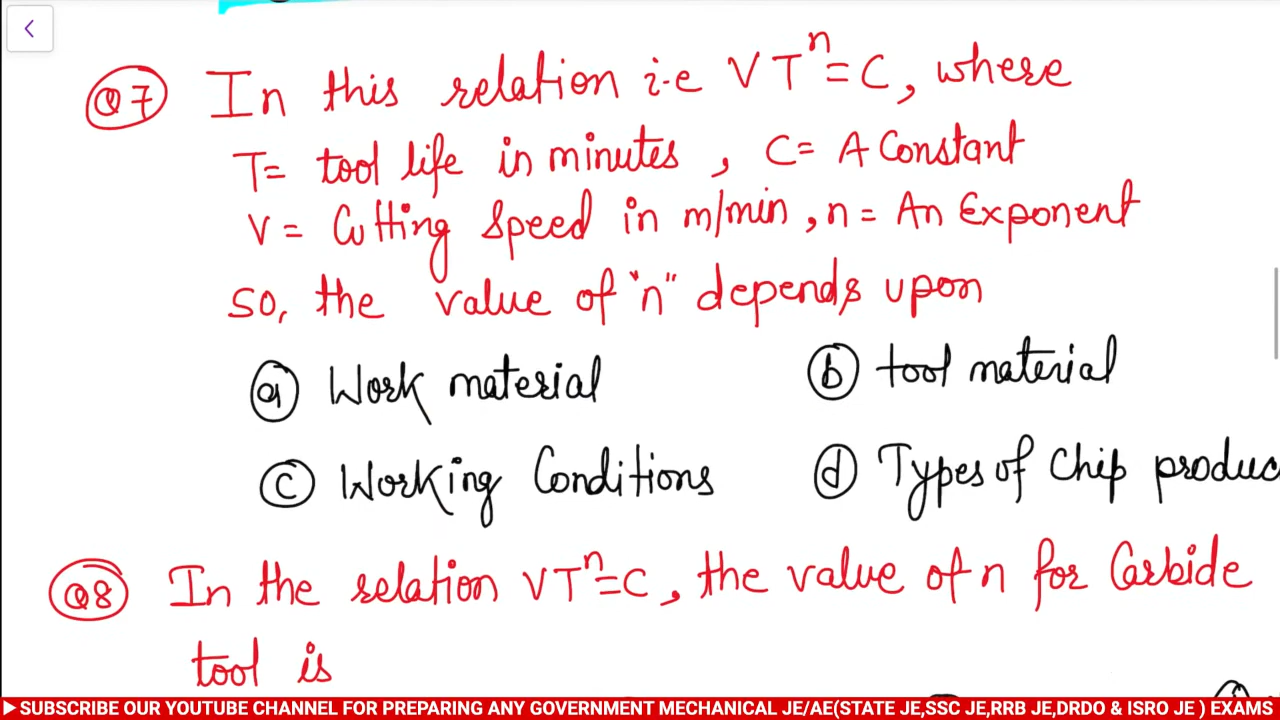 Q7 In this relation i.e VTⁿ=C, where
T= tool life in minutes, C= A Constant
V= Cutting Speed in m/min, n= An Exponent
So, the value of "n" depends upon
a Work material
b tool material
c Working Conditions
d Types of Chip produc
Q8 In the relation VTⁿ=C, the value of n for Carbide
tool is
▶ SUBSCRIBE OUR YOUTUBE CHANNEL FOR PREPARING ANY GOVERNMENT MECHANICAL JE/AE(STATE JE,SSC JE,RRB JE,DRDO & ISRO JE ) EXAMS